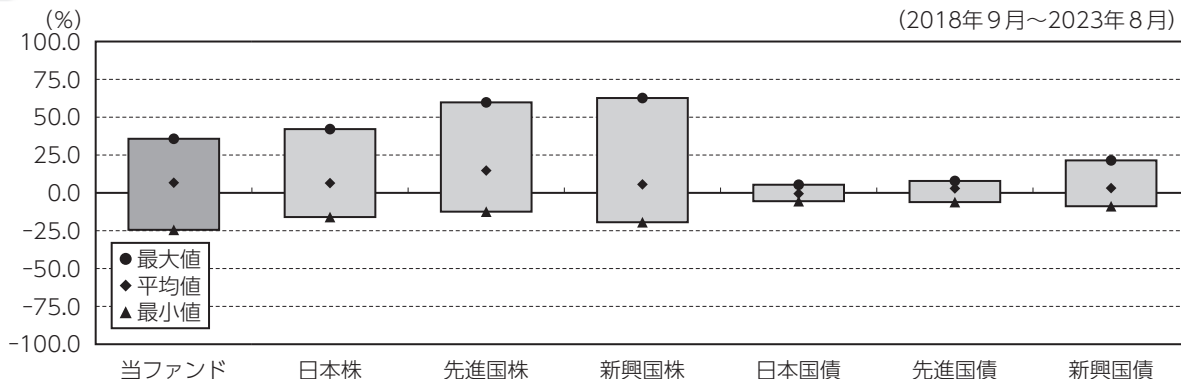 (%)
(2018年9月～2023年8月)
100.0
75.0
50.0
25.0
0.0
-25.0
-50.0
-75.0
-100.0
●最大値
◆平均値
▲最小値
当ファンド 日本株 先進国株 新興国株 日本国債 先進国債 新興国債